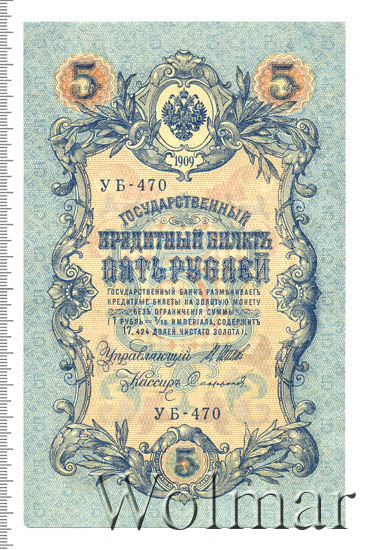 5 5
1909
УБ-470
ГОСУДАРСТВЕННЫЙ
КРЕДИТНЫЙ БИЛЕТЪ
ПЯТЬ РУБЛЕЙ
ГОСУДАРСТВЕННЫЙ БАНКЪ РАЗМѢНИВАЕТЪ
КРЕДИТНЫЕ БИЛЕТЫ НА ЗОЛОТУЮ МОНЕТУ
БЕЗЪ ОГРАНИЧЕНІЯ СУММЫ
(1 РУБЛЬ = 1/15 ИМПЕРІАЛА, СОДЕРЖИТЪ
17,424 ДОЛЕЙ ЧИСТАГО ЗОЛОТА).
Управляющій
Кассиръ
УБ-470
5
Wolmar